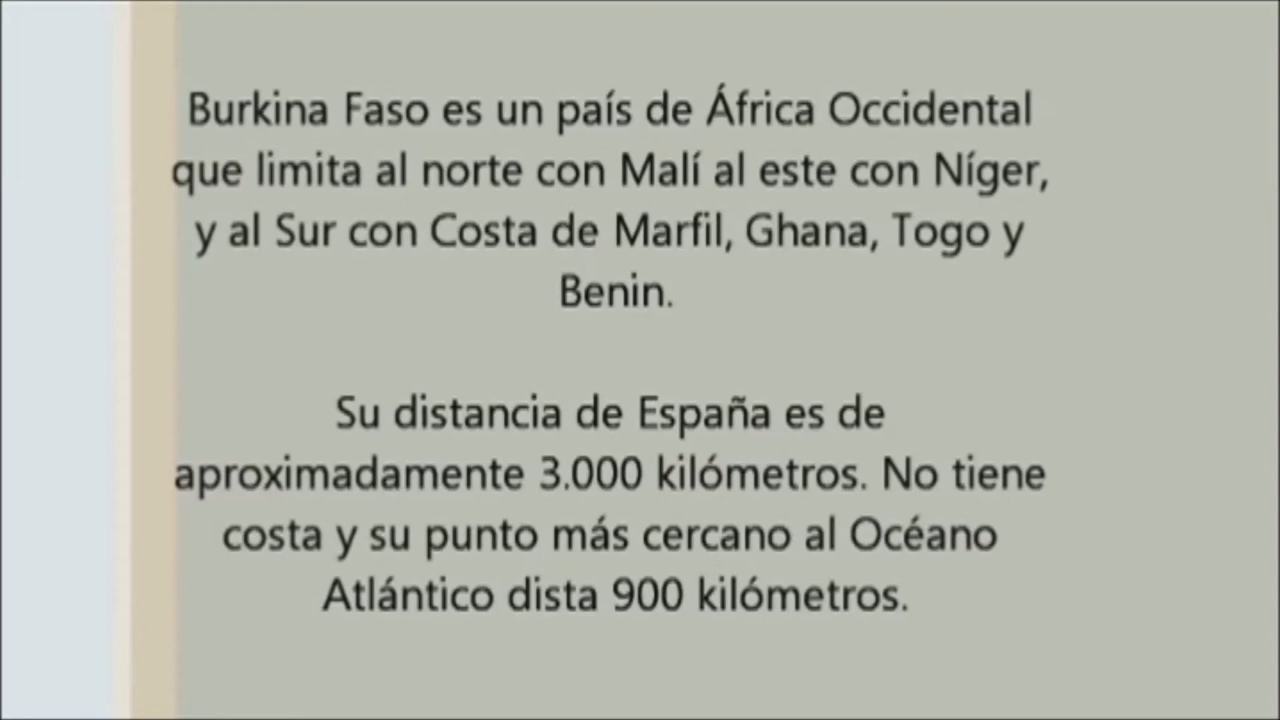 Burkina Faso es un país de África Occidental
que limita al norte con Malí al este con Níger,
y al Sur con Costa de Marfil, Ghana, Togo y
Benin.
Su distancia de España es de
aproximadamente 3.000 kilómetros. No tiene
costa y su punto más cercano al Océano
Atlántico dista 900 kilómetros.